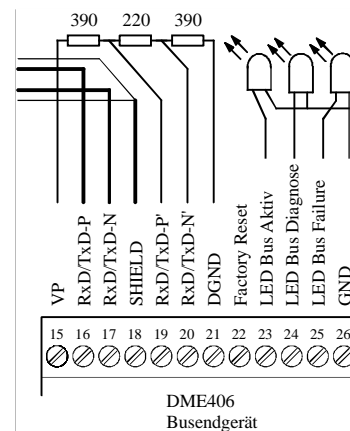 390 220 390
VP
RxD/TxD-P
RxD/TxD-N
SHIELD
RxD/TxD-P'
RxD/TxD-N'
DGND
Factory Reset
LED Bus Aktiv
LED Bus Diagnose
LED Bus Failure
GND
15 16 17 18 19 20 21 22 23 24 25 26
DME406
Busendgerät